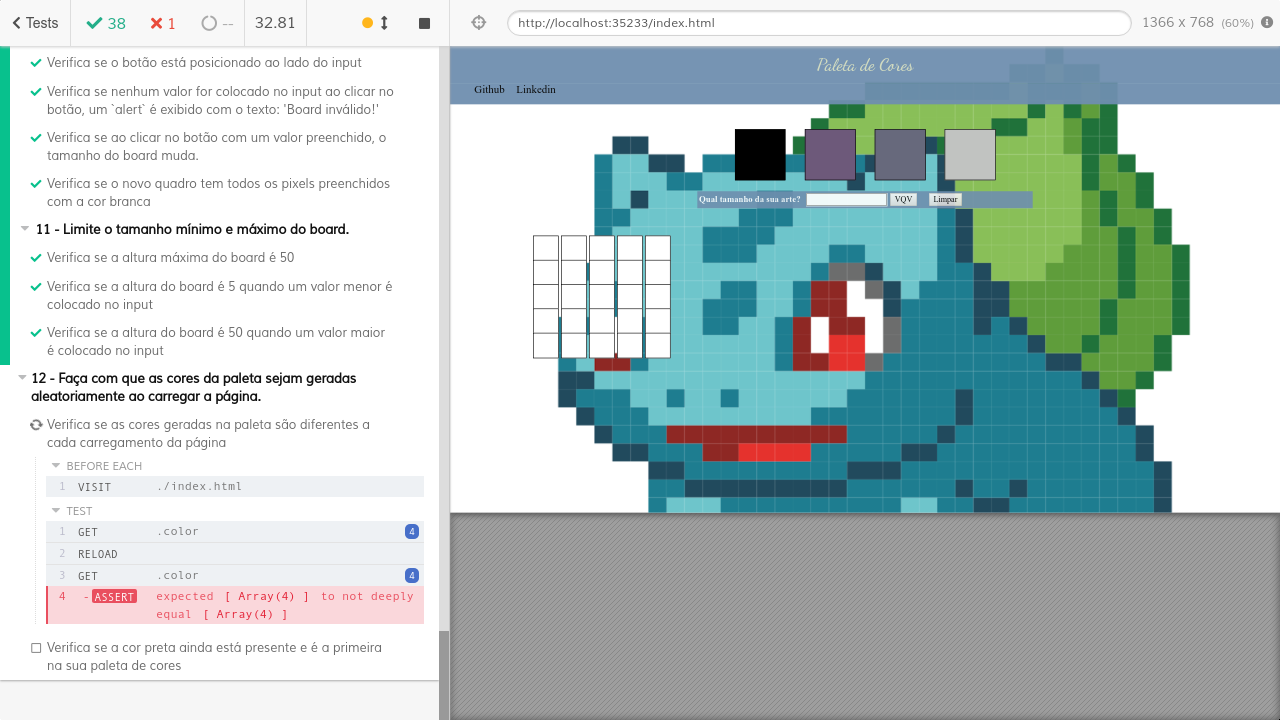 Tests
38
1
--
32.81
http://localhost:35233/index.html
1366 x 768 (60%)
Verifica se o botão está posicionado ao lado do input
Verifica se nenhum valor for colocado no input ao clicar no
botão, um `alert` é exibido com o texto: 'Board inválido!'
Verifica se ao clicar no botão com um valor preenchido, o
tamanho do board muda.
Verifica se o novo quadro tem todos os pixels preenchidos
com a cor branca
11 - Limite o tamanho mínimo e máximo do board.
Verifica se a altura máxima do board é 50
Verifica se a altura do board é 5 quando um valor menor é
colocado no input
Verifica se a altura do board é 50 quando um valor maior
é colocado no input
12 - Faça com que as cores da paleta sejam geradas
aleatoriamente ao carregar a página.
Verifica se as cores geradas na paleta são diferentes a
cada carregamento da página
BEFORE EACH
1 VISIT ./index.html
TEST
1 GET .color 4
2 RELOAD
3 GET .color 4
4 -ASSERT expected [ Array(4) ] to not deeply
equal [ Array(4) ]
Verifica se a cor preta ainda está presente e é a primeira
na sua paleta de cores
Paleta de Cores
Github Linkedin
Qual tamanho da sua arte? VQV Limpar